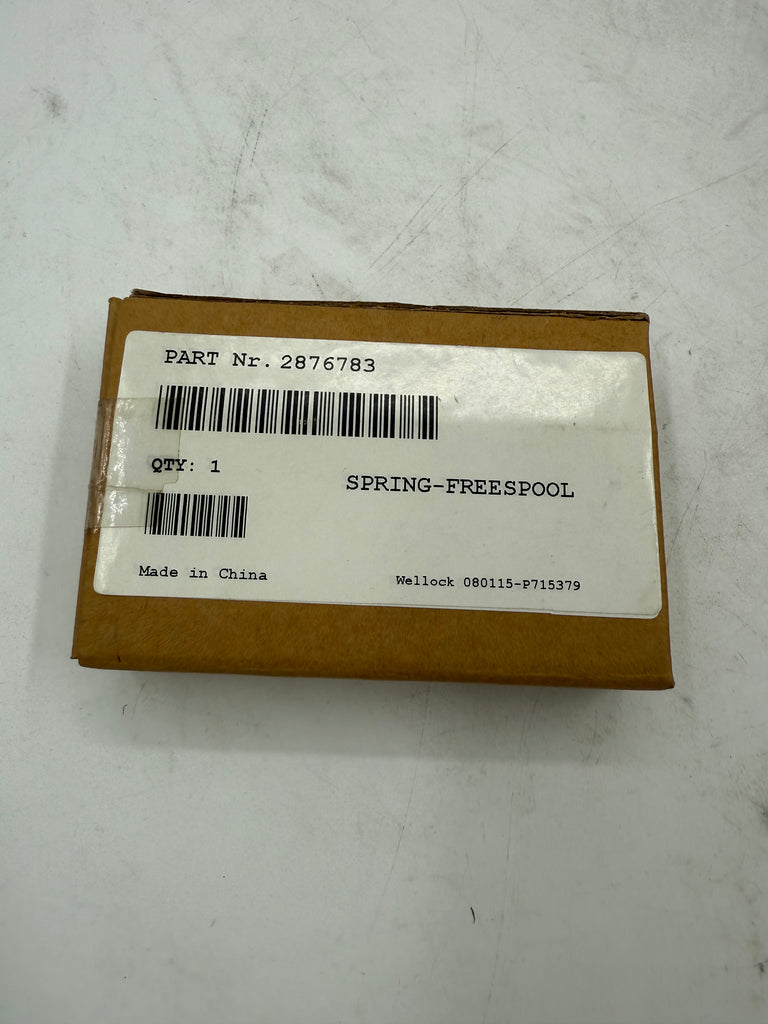 PART Nr. 2876783
QTY: 1
SPRING-FREESPOOL
Made in China
Wellock 080115-P715379